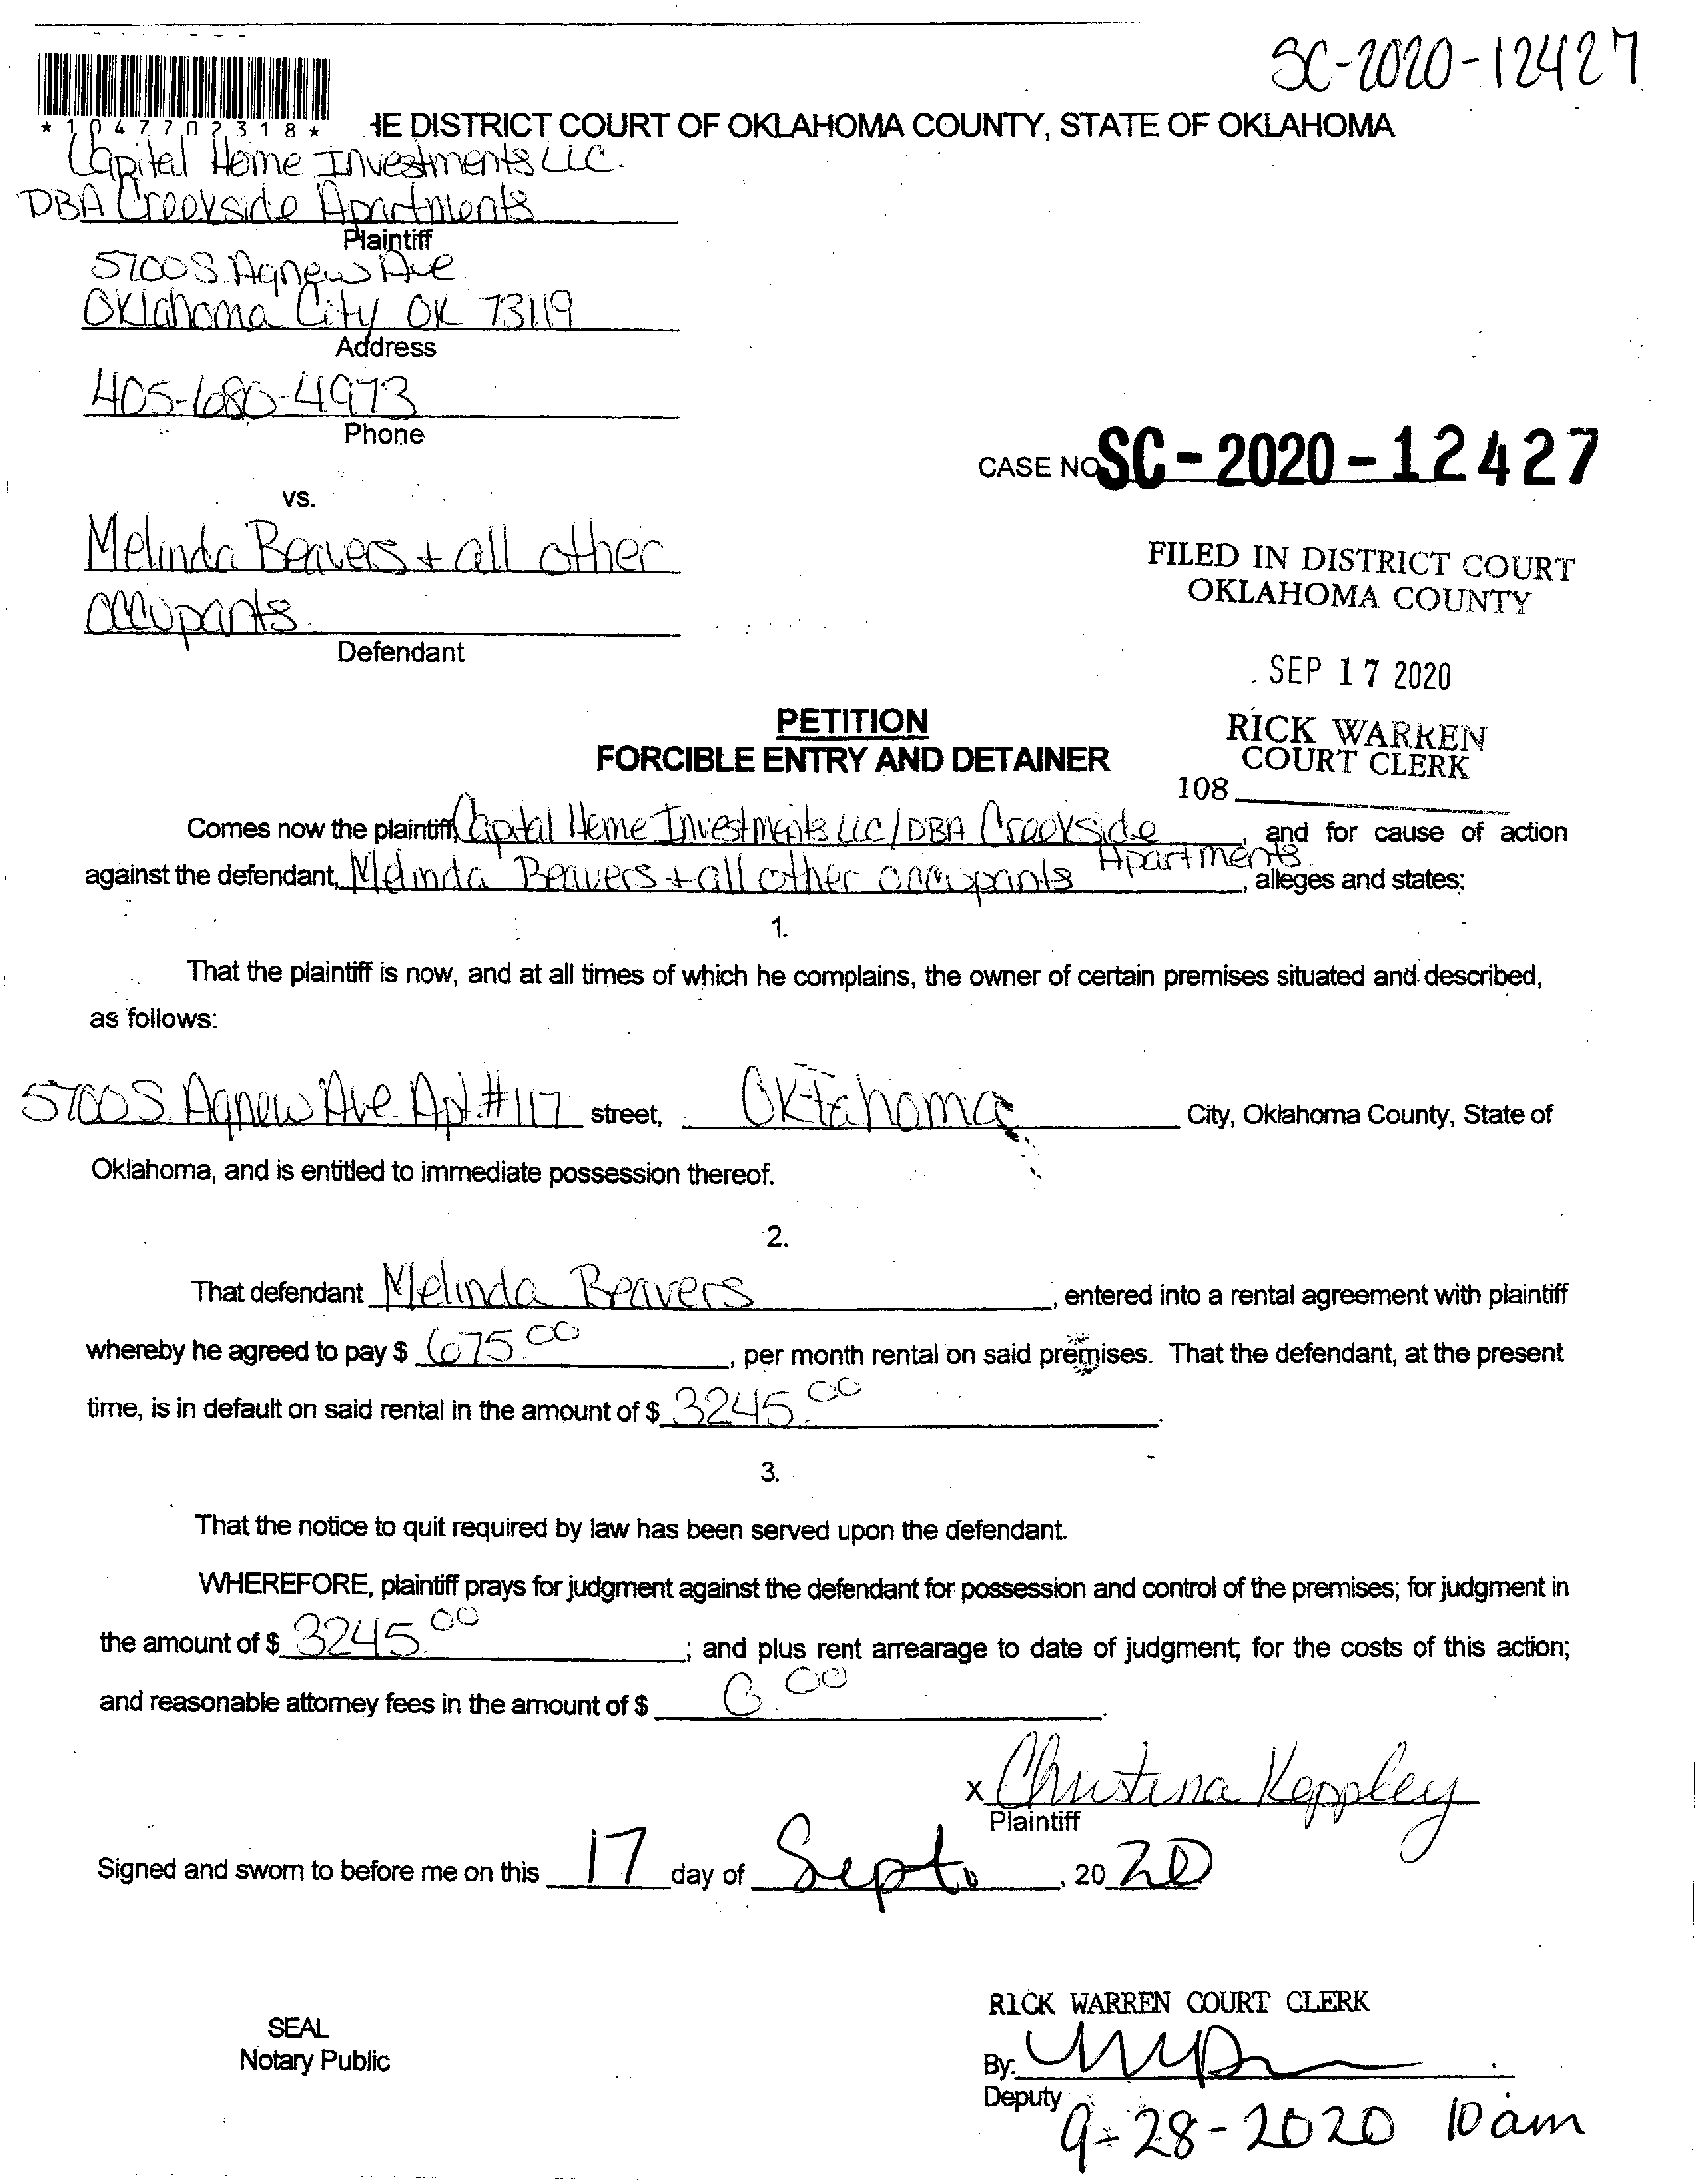 SC-2020-12427
*1047702318*
HE DISTRICT COURT OF OKLAHOMA COUNTY, STATE OF OKLAHOMA
Capital Home Investments LLC.
DBA Creekside Apartments
Plaintiff
5700 S. Agnew Ave
Oklahoma City OK 73119
Address
405-680-4973
Phone
CASE NO. SC-2020-12427
vs.
Melinda Beavers + all other
occupants.
Defendant
FILED IN DISTRICT COURT
OKLAHOMA COUNTY
SEP 17 2020
RICK WARREN
COURT CLERK
108
PETITION
FORCIBLE ENTRY AND DETAINER
Comes now the plaintiff, Capital Home Investments LLC/DBA Creekside Apartments, and for cause of action
against the defendant, Melinda Beavers + all other occupants, alleges and states:
1.
That the plaintiff is now, and at all times of which he complains, the owner of certain premises situated and described,
as follows:
5700 S. Agnew Ave Apt. #117 street, Oklahoma City, Oklahoma County, State of
Oklahoma, and is entitled to immediate possession thereof.
2.
That defendant Melinda Beavers, entered into a rental agreement with plaintiff
whereby he agreed to pay $ 675.00, per month rental on said premises. That the defendant, at the present
time, is in default on said rental in the amount of $ 3245.00.
3.
That the notice to quit required by law has been served upon the defendant.
WHEREFORE, plaintiff prays for judgment against the defendant for possession and control of the premises; for judgment in
the amount of $ 3245.00; and plus rent arrearage to date of judgment; for the costs of this action;
and reasonable attorney fees in the amount of $ 0.00.
x Christina Keppley
Plaintiff
Signed and sworn to before me on this 17 day of Sept., 2020
SEAL
Notary Public
RICK WARREN COURT CLERK
By:
Deputy
9-28-2020 10am